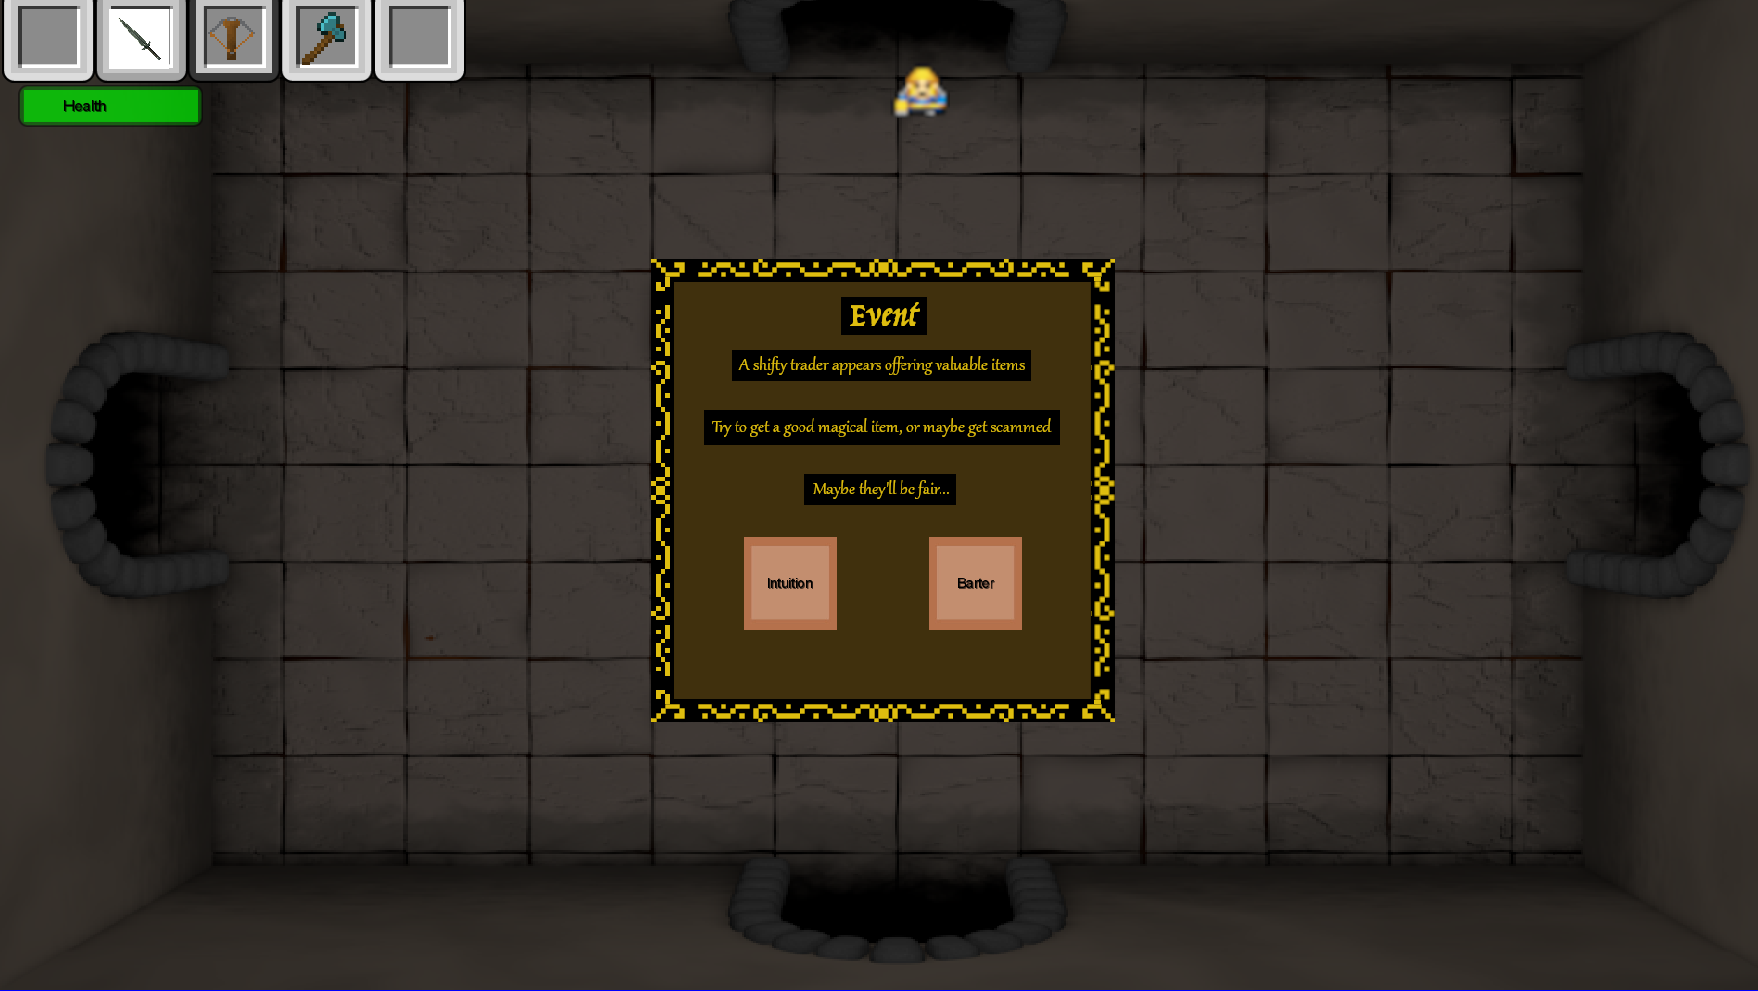 Health
Event
A shifty trader appears offering valuable items
Try to get a good magical item, or maybe get scammed
Maybe they'll be fair...
Intuition
Barter